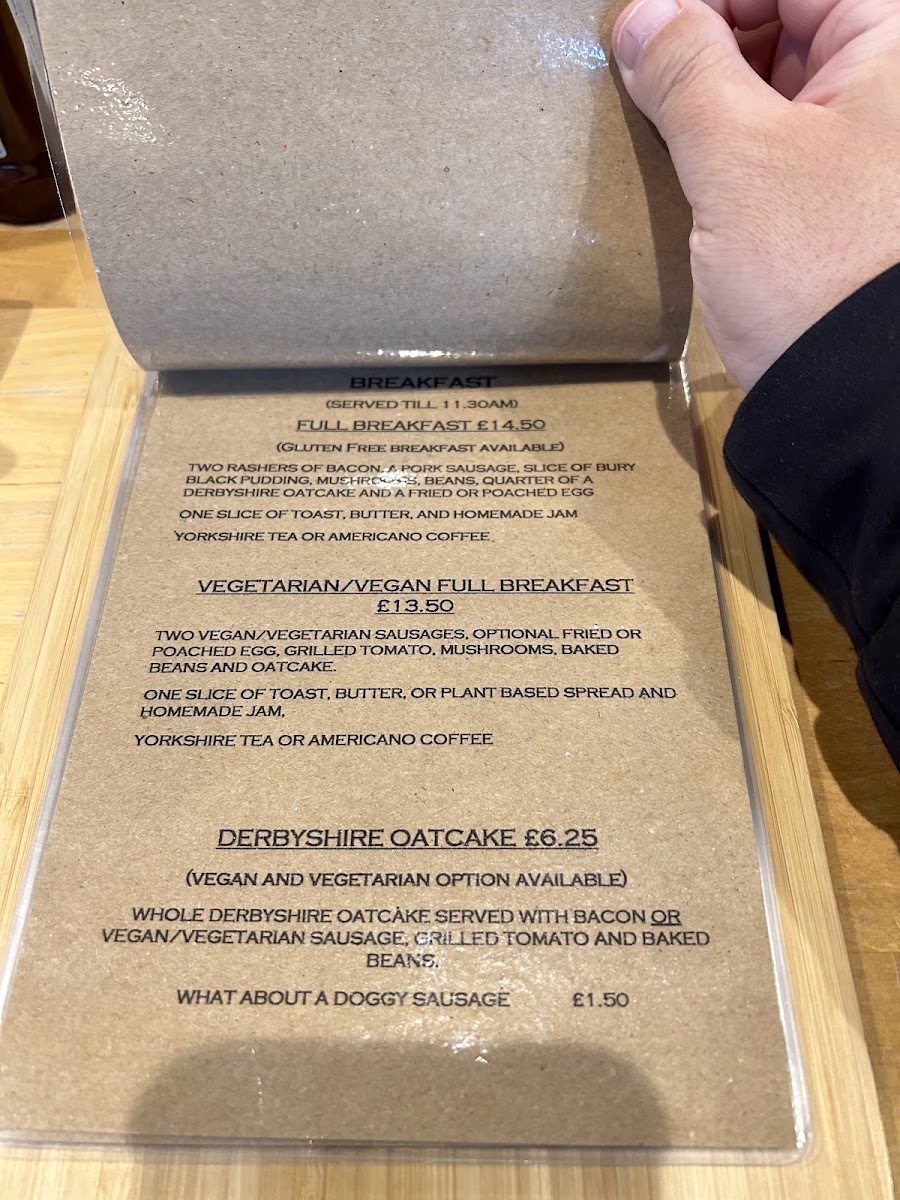 BREAKFAST
(SERVED TILL 11.30AM)
FULL BREAKFAST £14.50
(GLUTEN FREE BREAKFAST AVAILABLE)
TWO RASHERS OF BACON, A PORK SAUSAGE, SLICE OF BURY
BLACK PUDDING, MUSHROOMS, BEANS, QUARTER OF A
DERBYSHIRE OATCAKE AND A FRIED OR POACHED EGG
ONE SLICE OF TOAST, BUTTER, AND HOMEMADE JAM
YORKSHIRE TEA OR AMERICANO COFFEE
VEGETARIAN/VEGAN FULL BREAKFAST
£13.50
TWO VEGAN/VEGETARIAN SAUSAGES, OPTIONAL FRIED OR
POACHED EGG, GRILLED TOMATO, MUSHROOMS, BAKED
BEANS AND OATCAKE.
ONE SLICE OF TOAST, BUTTER, OR PLANT BASED SPREAD AND
HOMEMADE JAM,
YORKSHIRE TEA OR AMERICANO COFFEE
DERBYSHIRE OATCAKE £6.25
(VEGAN AND VEGETARIAN OPTION AVAILABLE)
WHOLE DERBYSHIRE OATCAKE SERVED WITH BACON OR
VEGAN/VEGETARIAN SAUSAGE, GRILLED TOMATO AND BAKED
BEANS.
WHAT ABOUT A DOGGY SAUSAGE £1.50